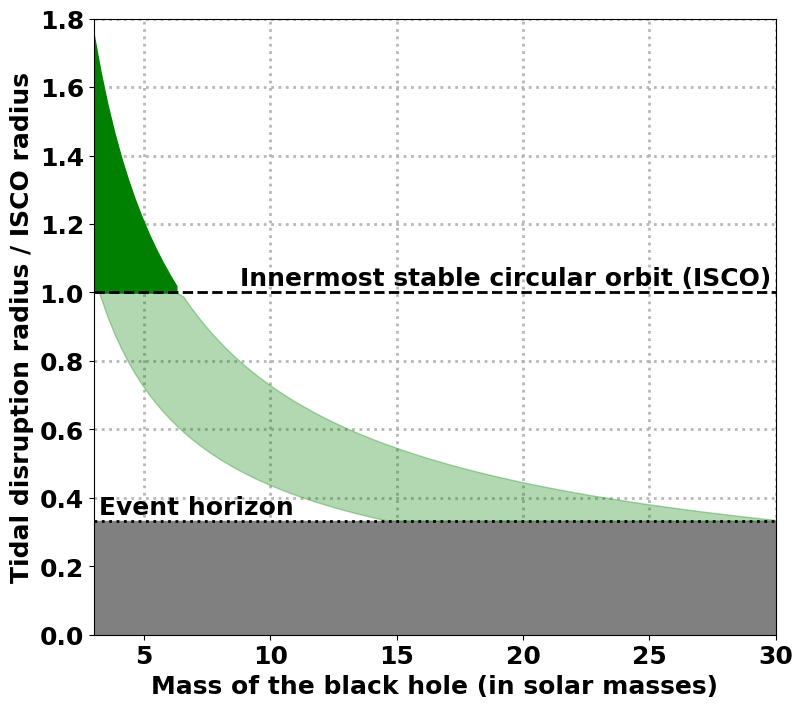 Tidal disruption radius / ISCO radius
1.8
1.6
1.4
1.2
1.0
0.8
0.6
0.4
0.2
0.0
Innermost stable circular orbit (ISCO)
Event horizon
5 10 15 20 25 30
Mass of the black hole (in solar masses)